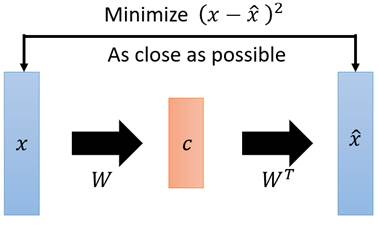 Minimize (x − x̂)²
As close as possible
x
c
x̂
W
Wᵀ